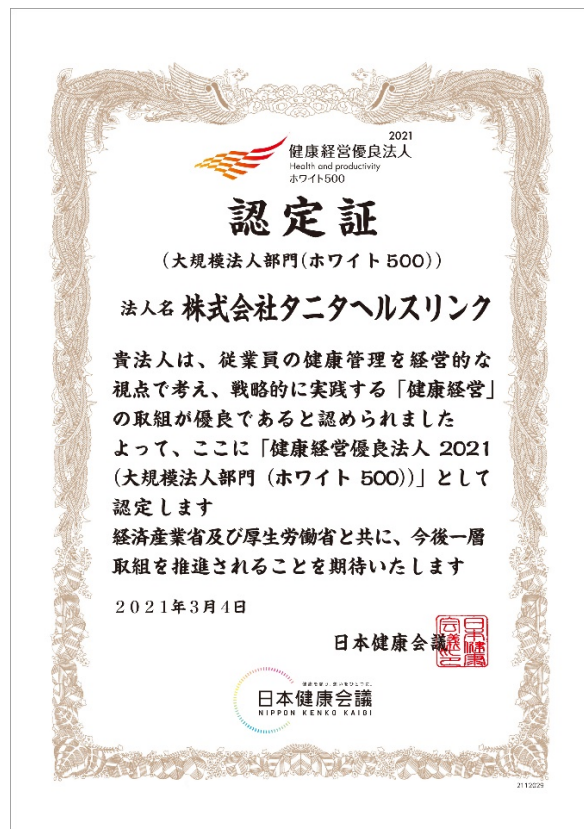 2021
健康経営優良法人
Health and productivity
ホワイト500
認定証
(大規模法人部門(ホワイト500))
法人名 株式会社タニタヘルスリンク
貴法人は、従業員の健康管理を経営的な
視点で考え、戦略的に実践する「健康経営」
の取組が優良であると認められました
よって、ここに「健康経営優良法人 2021
(大規模法人部門 (ホワイト 500))」として
認定します
経済産業省及び厚生労働省と共に、今後一層
取組を推進されることを期待いたします
2021年3月4日
日本健康会議
日本健康会議
NIPPON KENKO KAIGI
2112029